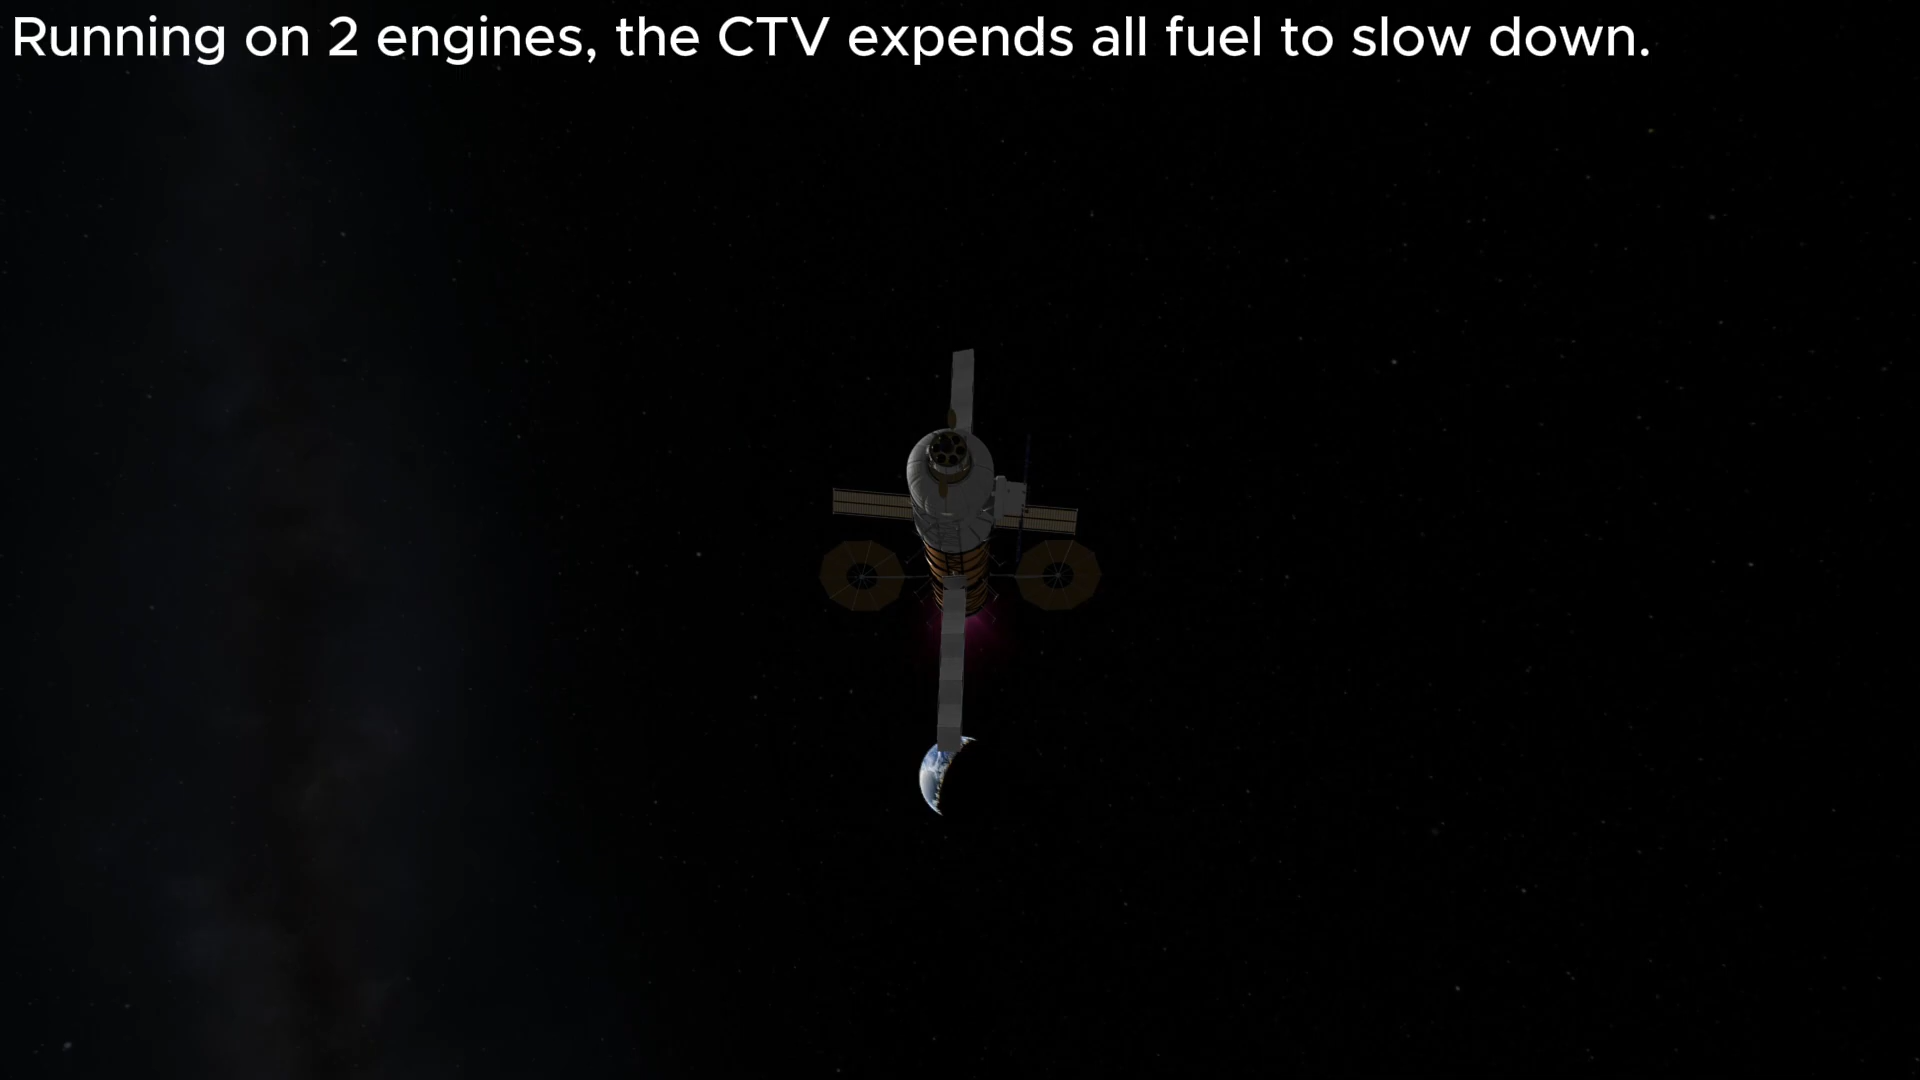 Running on 2 engines, the CTV expends all fuel to slow down.